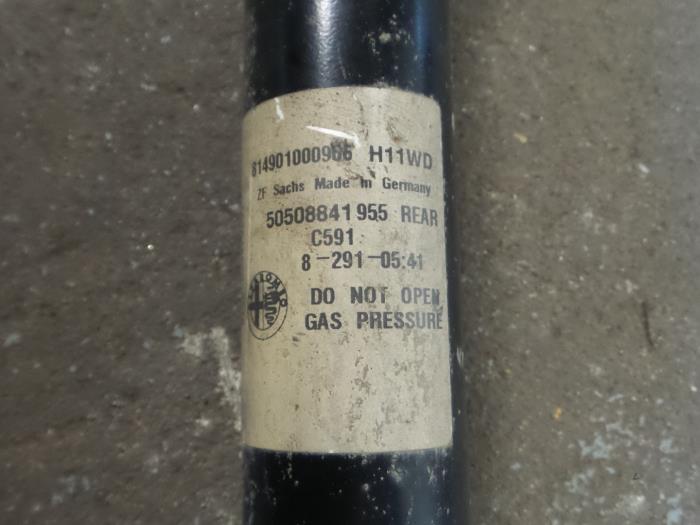 814901000966 H11WD
ZF Sachs Made in Germany
50508841955 REAR
C591
8-291-05:41
DO NOT OPEN
GAS PRESSURE